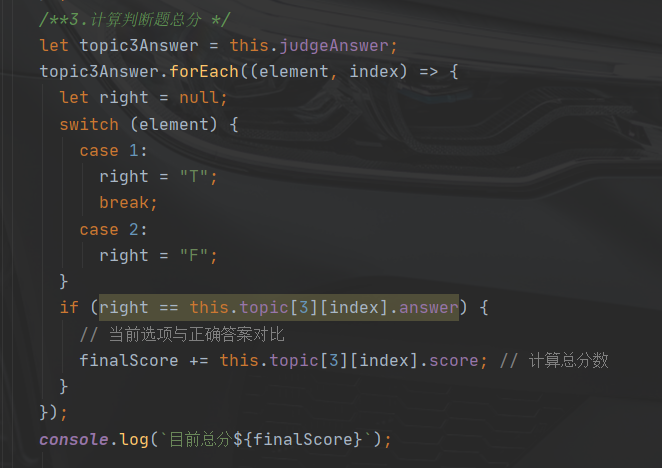 /**3.计算判断题总分 */
let topic3Answer = this.judgeAnswer;
topic3Answer.forEach((element, index) => {
  let right = null;
  switch (element) {
    case 1:
      right = "T";
      break;
    case 2:
      right = "F";
  }
  if (right == this.topic[3][index].answer) {
    // 当前选项与正确答案对比
    finalScore += this.topic[3][index].score; // 计算总分数
  }
});
console.log(`目前总分${finalScore}`);